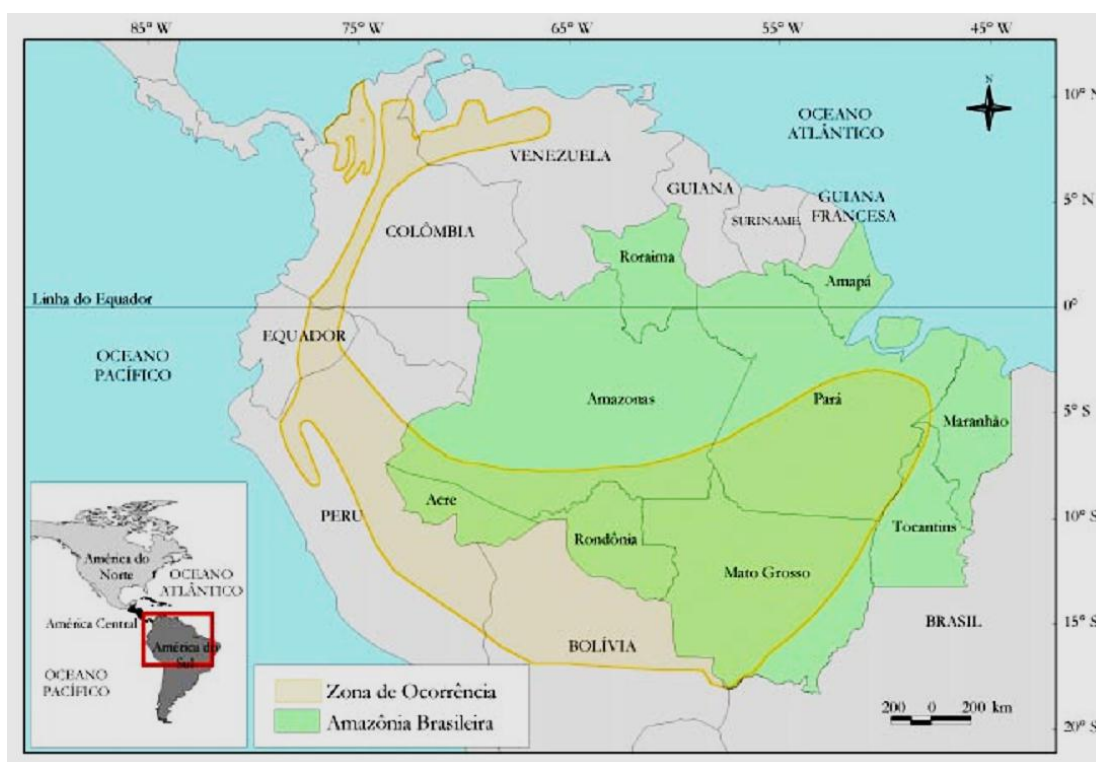 85° W 75° W 65° W 55° W 45° W
10° N
5° N
0°
5° S
10° S
15° S
20° S
N
OCEANO
ATLÂNTICO
VENEZUELA
GUIANA
SURINAME
GUIANA
FRANCESA
COLÔMBIA
Roraima
Amapá
Linha do Equador
EQUADOR
OCEANO
PACÍFICO
Amazonas
Pará
Maranhão
Acre
PERU
Rondônia
Tocantins
Mato Grosso
BOLÍVIA
BRASIL
América do
Norte
OCEANO
ATLÂNTICO
América Central
América do
Sul
OCEANO
PACÍFICO
Zona de Ocorrência
Amazônia Brasileira
200 0 200 km